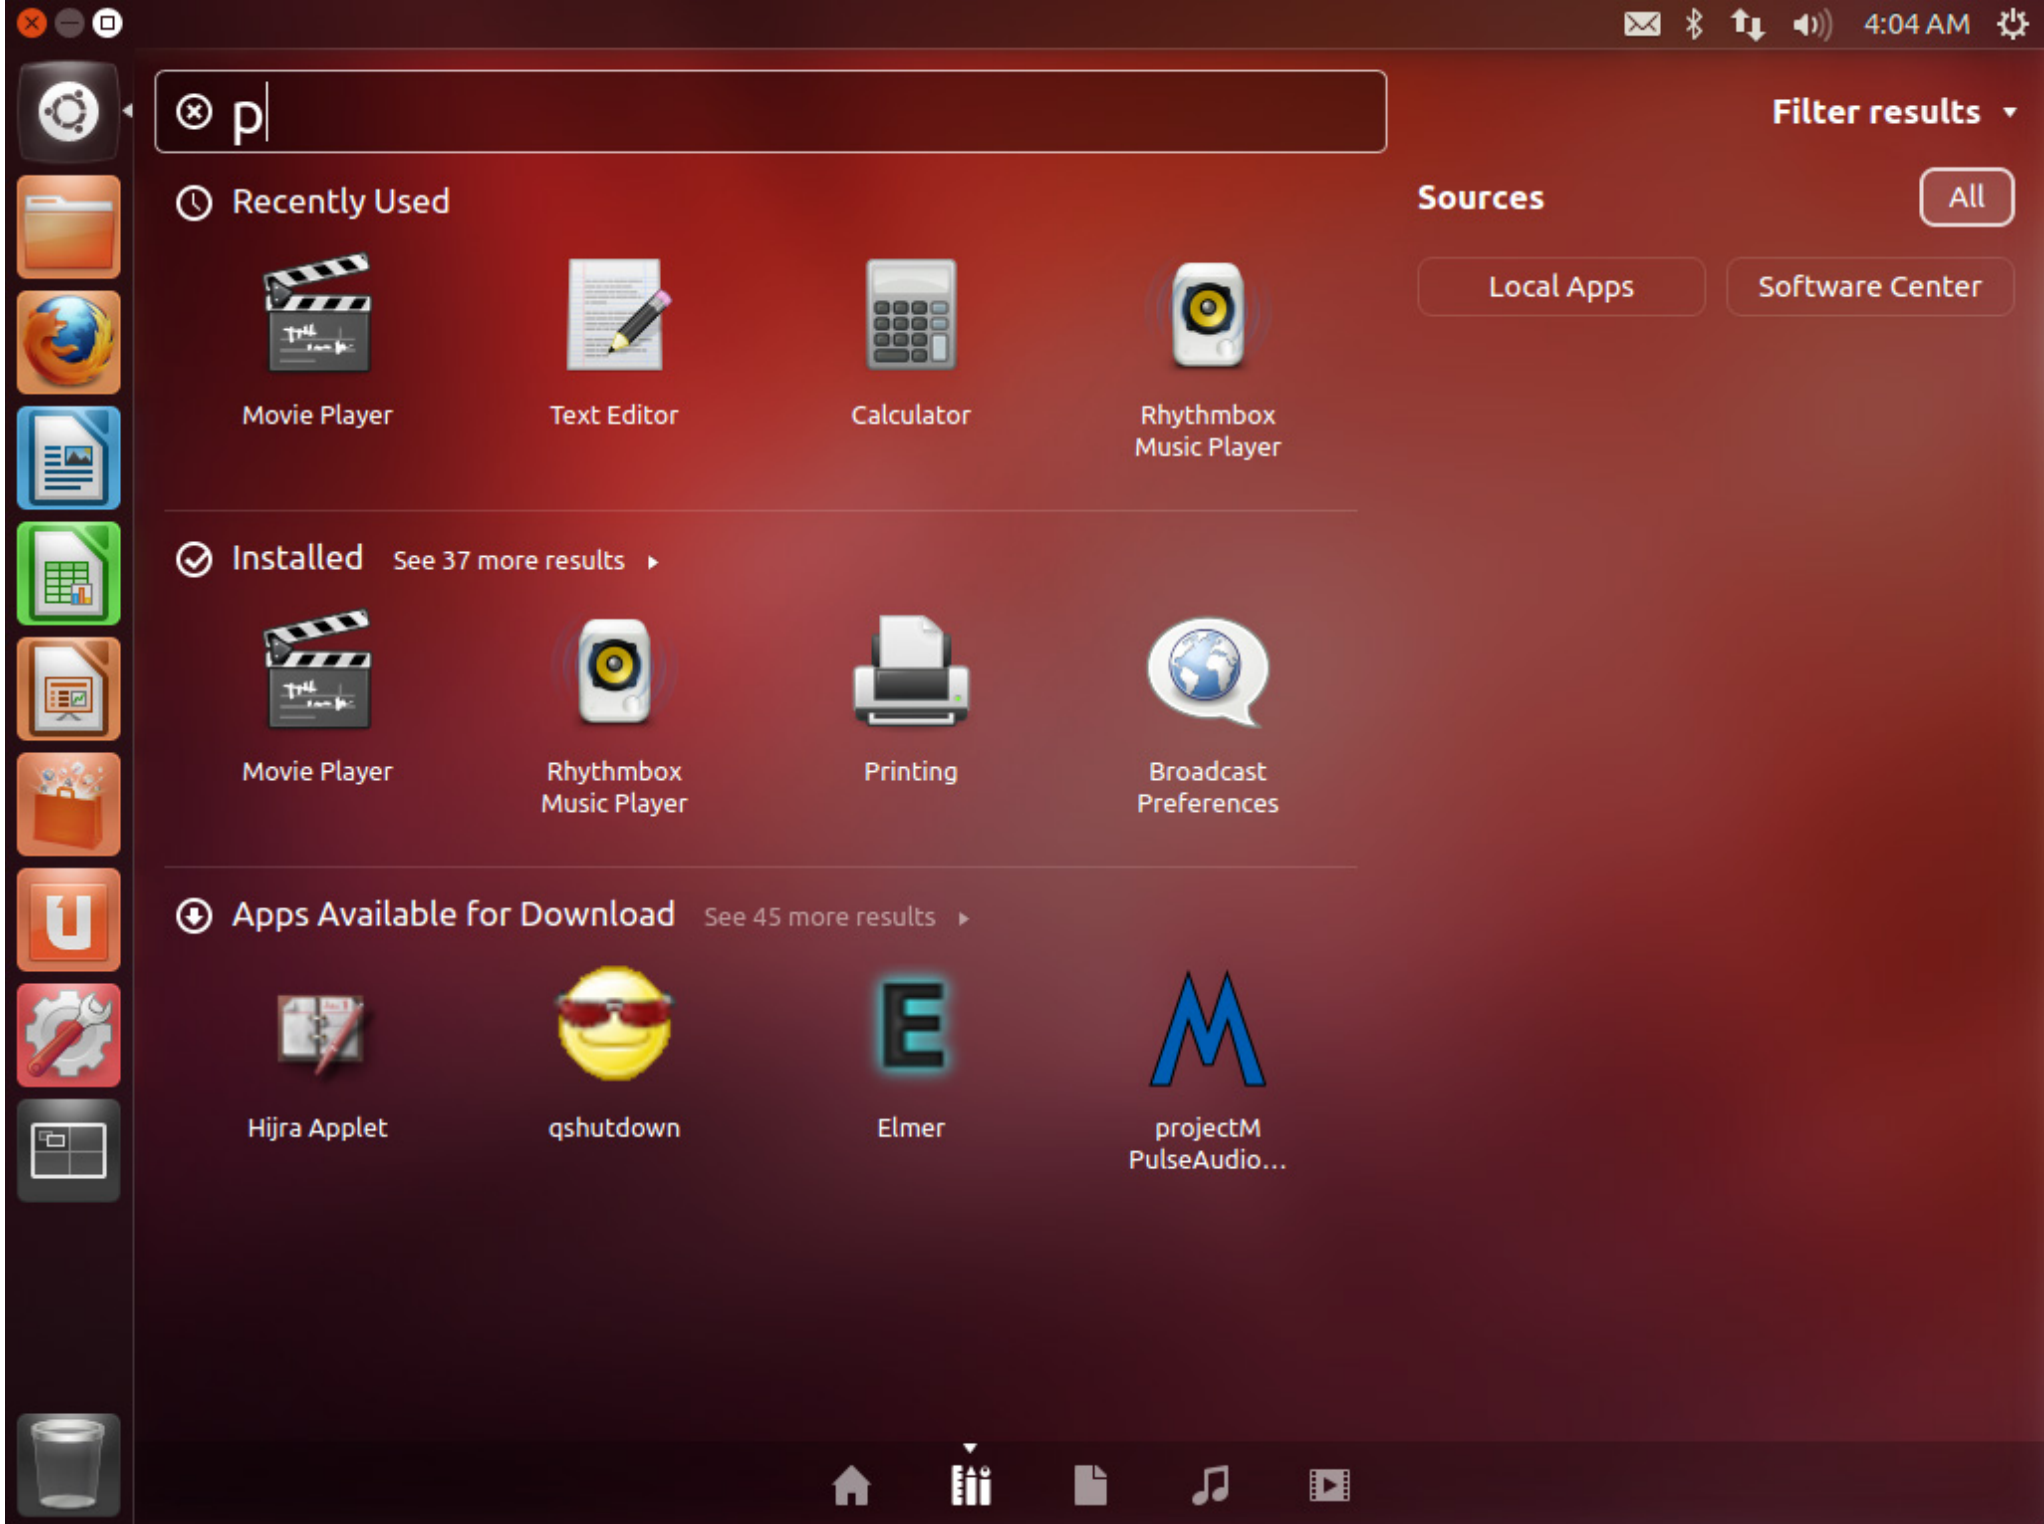 4:04 AM
p
Filter results
Recently Used
Sources
All
Local Apps
Software Center
Movie Player
Text Editor
Calculator
Rhythmbox
Music Player
Installed See 37 more results
Movie Player
Rhythmbox
Music Player
Printing
Broadcast
Preferences
Apps Available for Download See 45 more results
E
M
Hijra Applet
qshutdown
Elmer
projectM
PulseAudio...